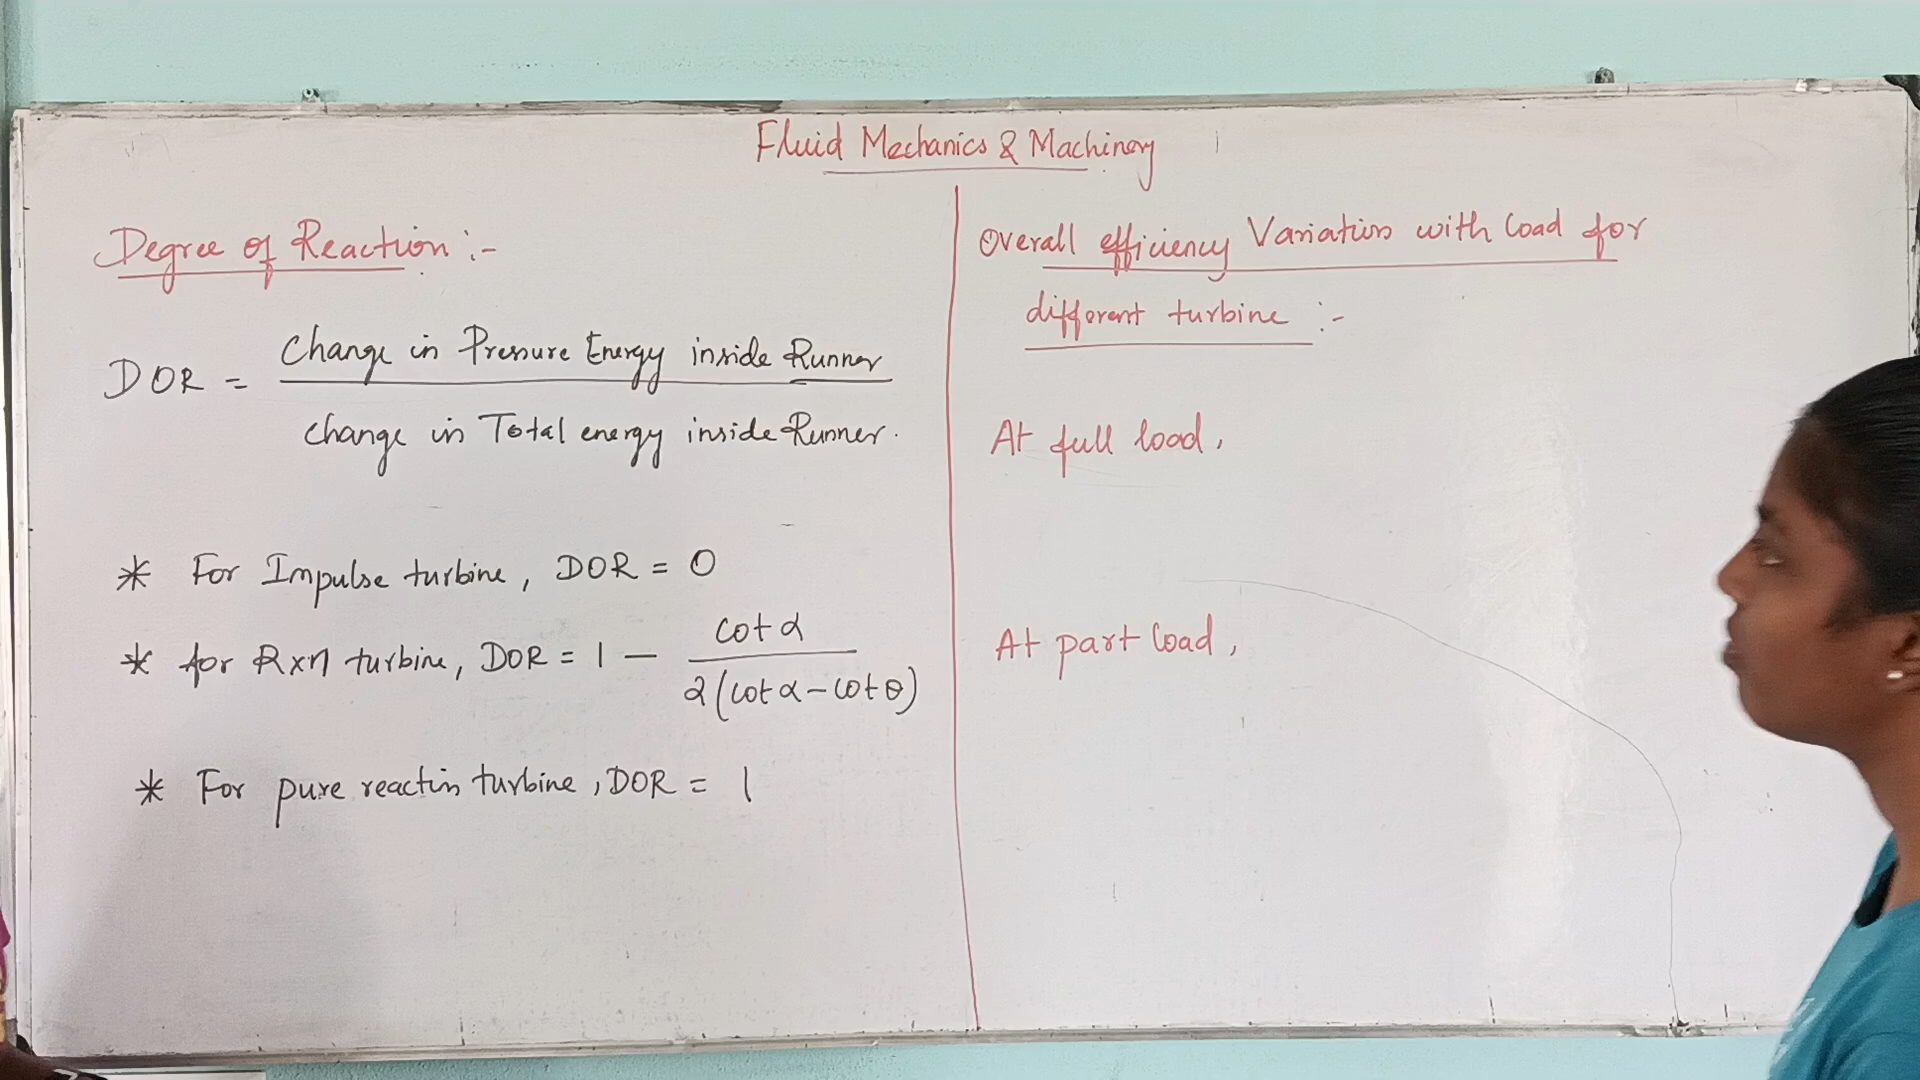 Fluid Mechanics & Machinery
Degree of Reaction :-
DOR = Change in Pressure Energy inside Runner
change in Total energy inside Runner.
* For Impulse turbine, DOR = 0
* for Rxn turbine, DOR = 1 - cot α
2(cot α - cot θ)
* For pure reactin turbine, DOR = 1
Overall efficiency Variation with load for
different turbine :-
At full load,
At part load,